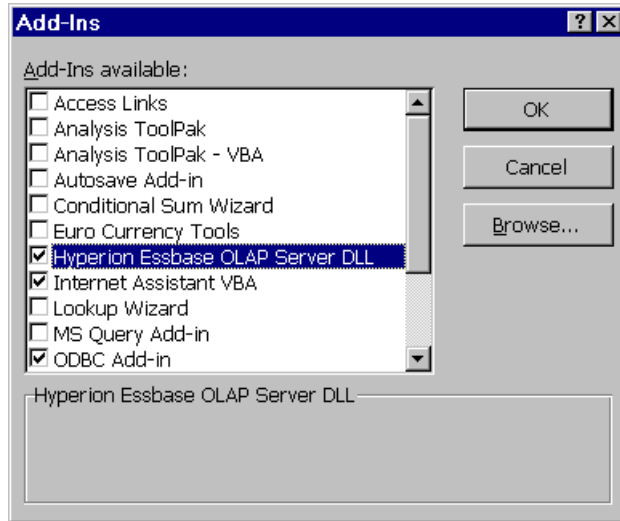 Add-Ins
Add-Ins available:
Access Links
Analysis ToolPak
Analysis ToolPak - VBA
Autosave Add-in
Conditional Sum Wizard
Euro Currency Tools
Hyperion Essbase OLAP Server DLL
Internet Assistant VBA
Lookup Wizard
MS Query Add-in
ODBC Add-in
OK
Cancel
Browse...
Hyperion Essbase OLAP Server DLL